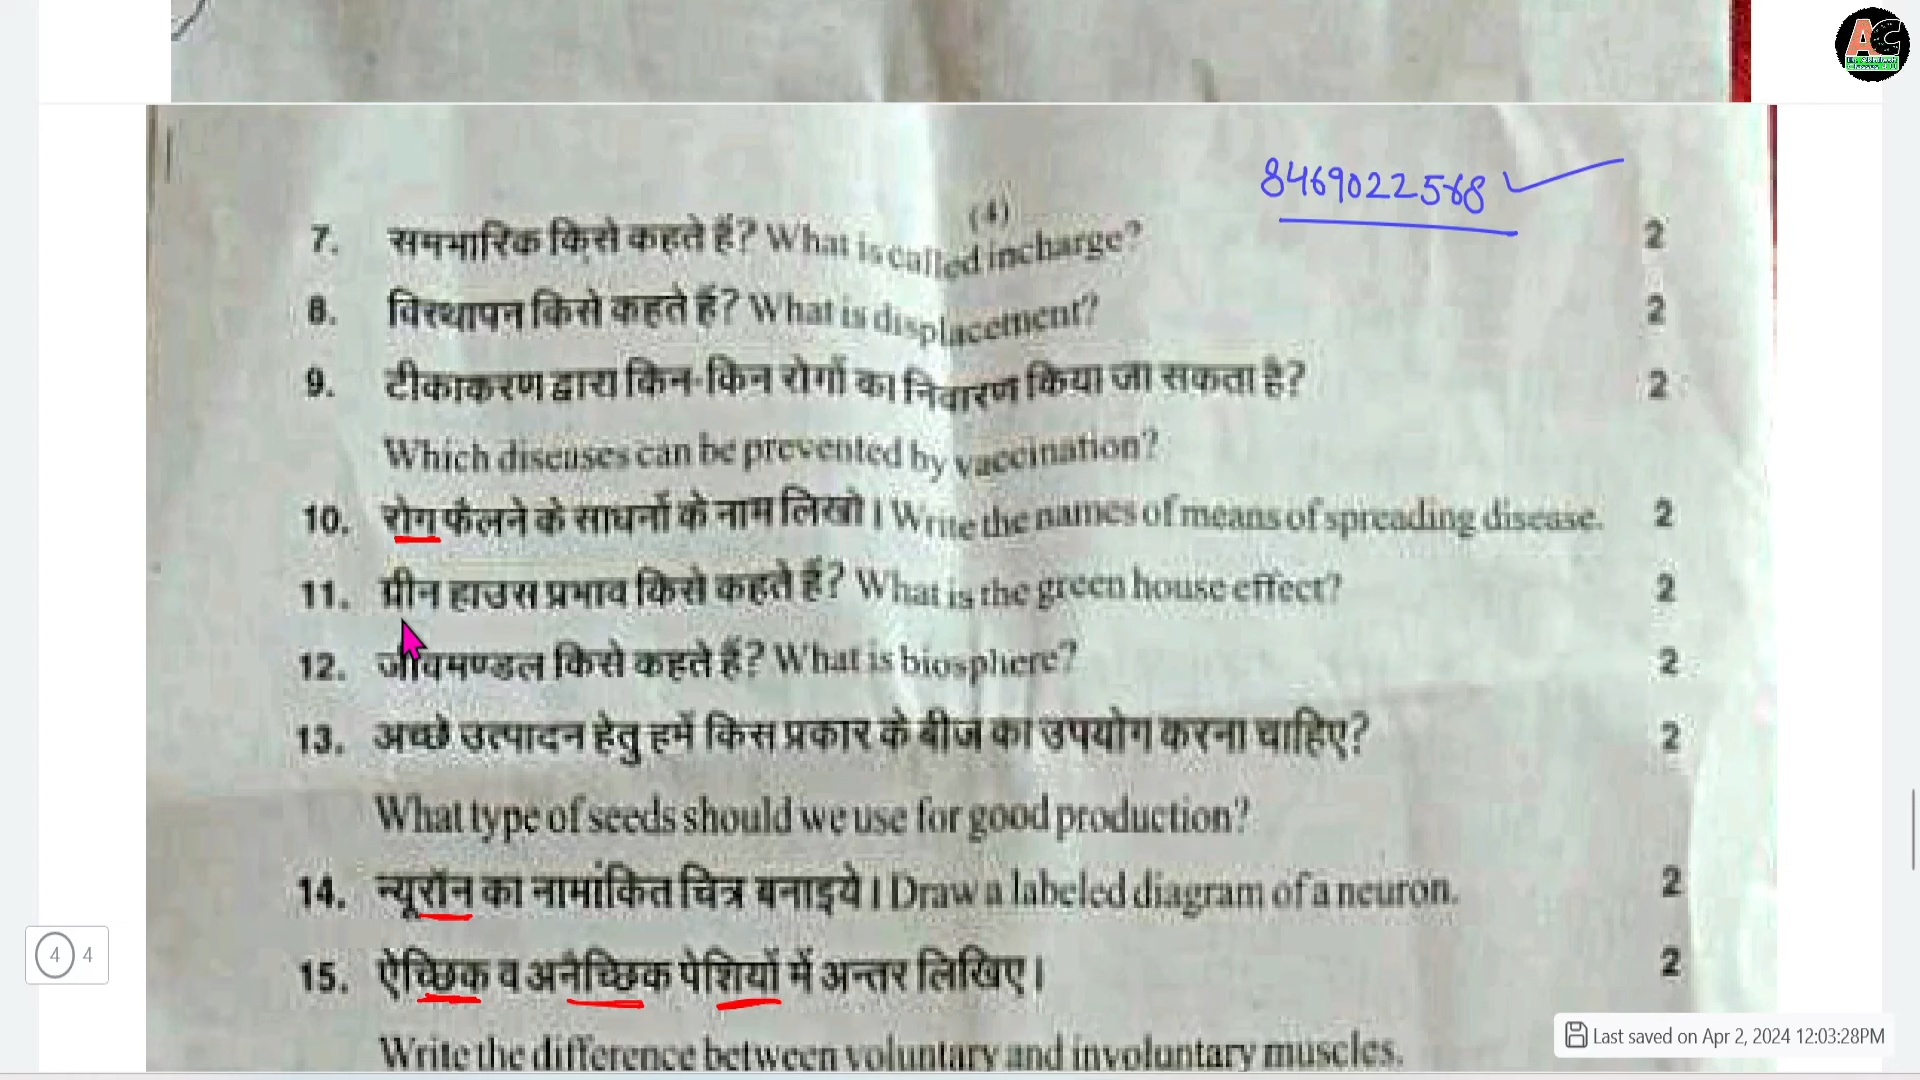 AC
8469022568
(4)
7. समभारिक किसे कहते हैं? What is called incharge? 2
8. विस्थापन किसे कहते हैं? What is displacement? 2
9. टीकाकरण द्वारा किन-किन रोगों का निवारण किया जा सकता है? 2
Which diseases can be prevented by vaccination?
10. रोग फैलने के साधनों के नाम लिखो। Write the names of means of spreading disease. 2
11. ग्रीन हाउस प्रभाव किसे कहते हैं? What is the green house effect? 2
12. जीवमण्डल किसे कहते हैं? What is biosphere? 2
13. अच्छे उत्पादन हेतु हमें किस प्रकार के बीज का उपयोग करना चाहिए? 2
What type of seeds should we use for good production?
14. न्यूरॉन का नामांकित चित्र बनाइये। Draw a labeled diagram of a neuron. 2
15. ऐच्छिक व अनैच्छिक पेशियों में अन्तर लिखिए। 2
Write the difference between voluntary and involuntary muscles.
4 4
Last saved on Apr 2, 2024 12:03:28PM